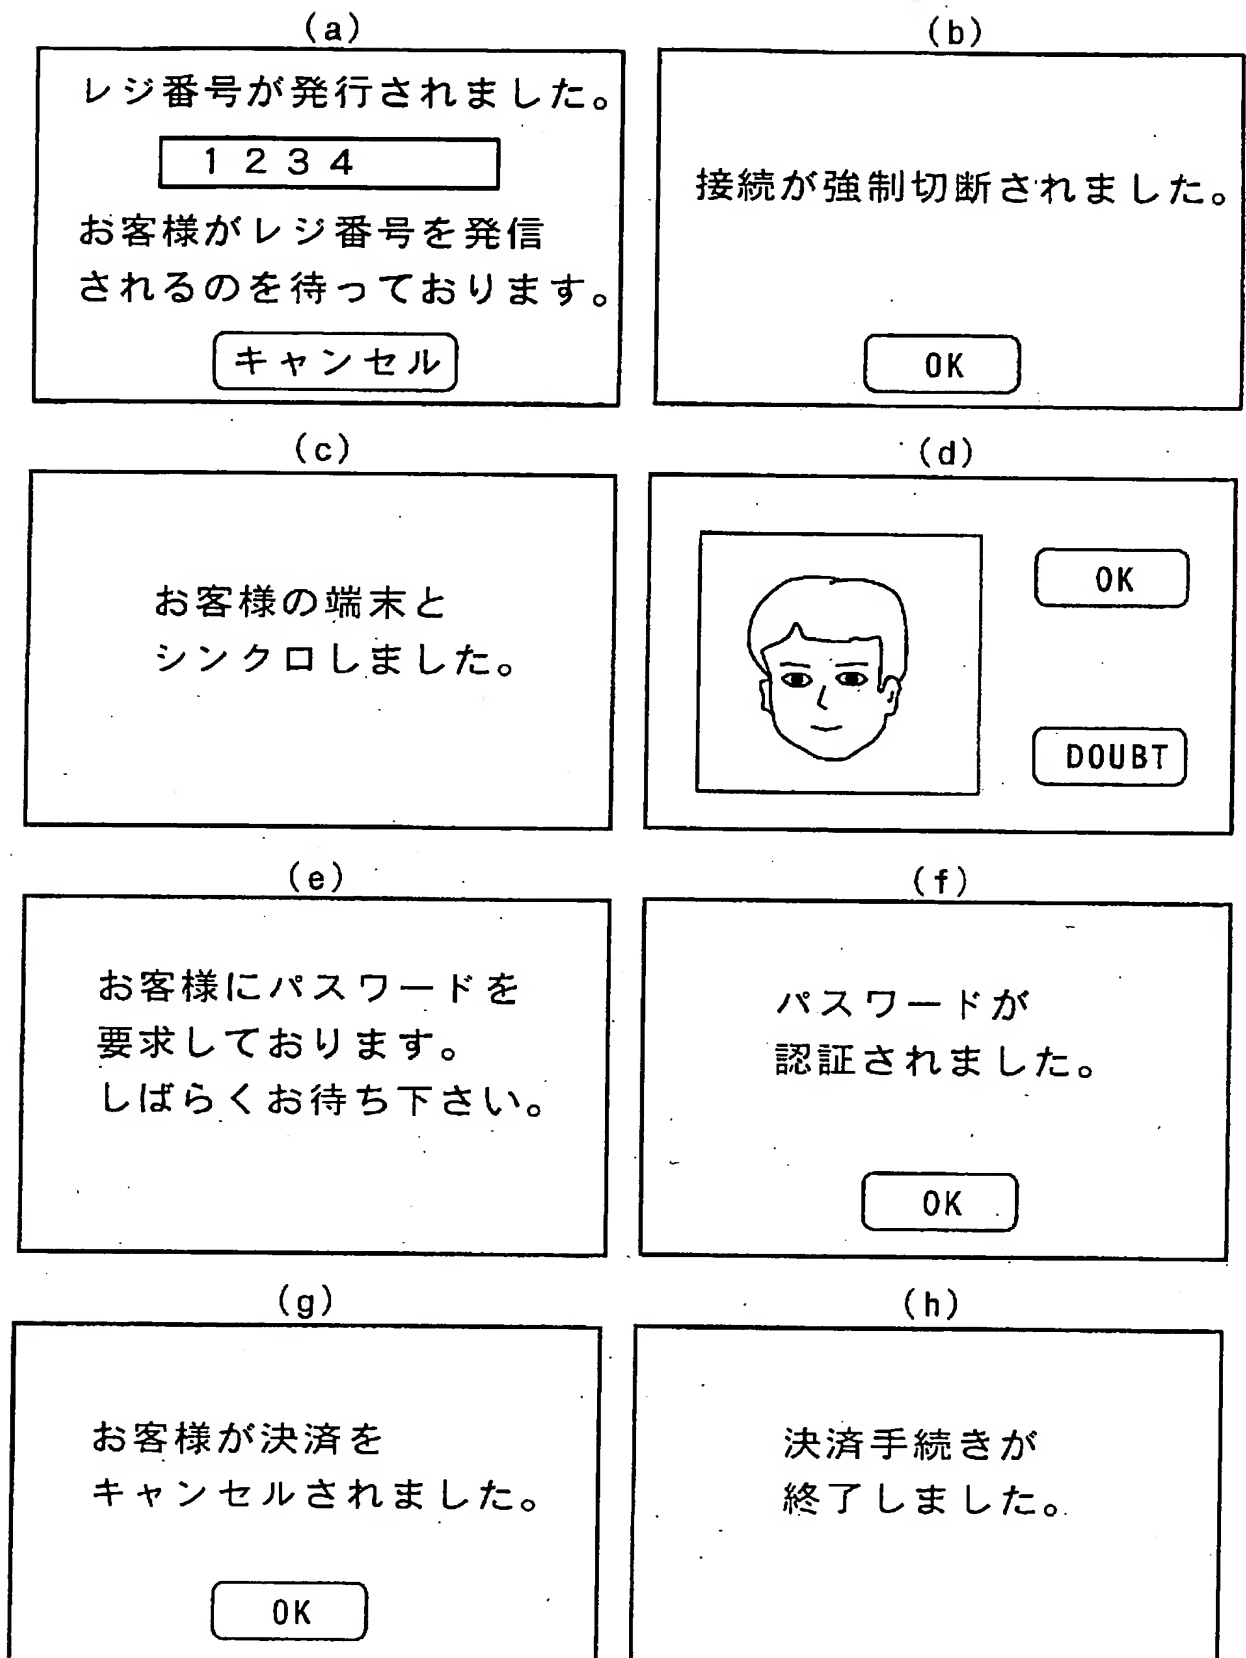 (a)
レジ番号が発行されました。
1234
お客様がレジ番号を発信
されるのを待っております。
キャンセル
(b)
接続が強制切断されました。
OK
(c)
お客様の端末と
シンクロしました。
(d)
OK
DOUBT
(e)
お客様にパスワードを
要求しております。
しばらくお待ち下さい。
(f)
パスワードが
認証されました。
OK
(g)
お客様が決済を
キャンセルされました。
OK
(h)
決済手続きが
終了しました。